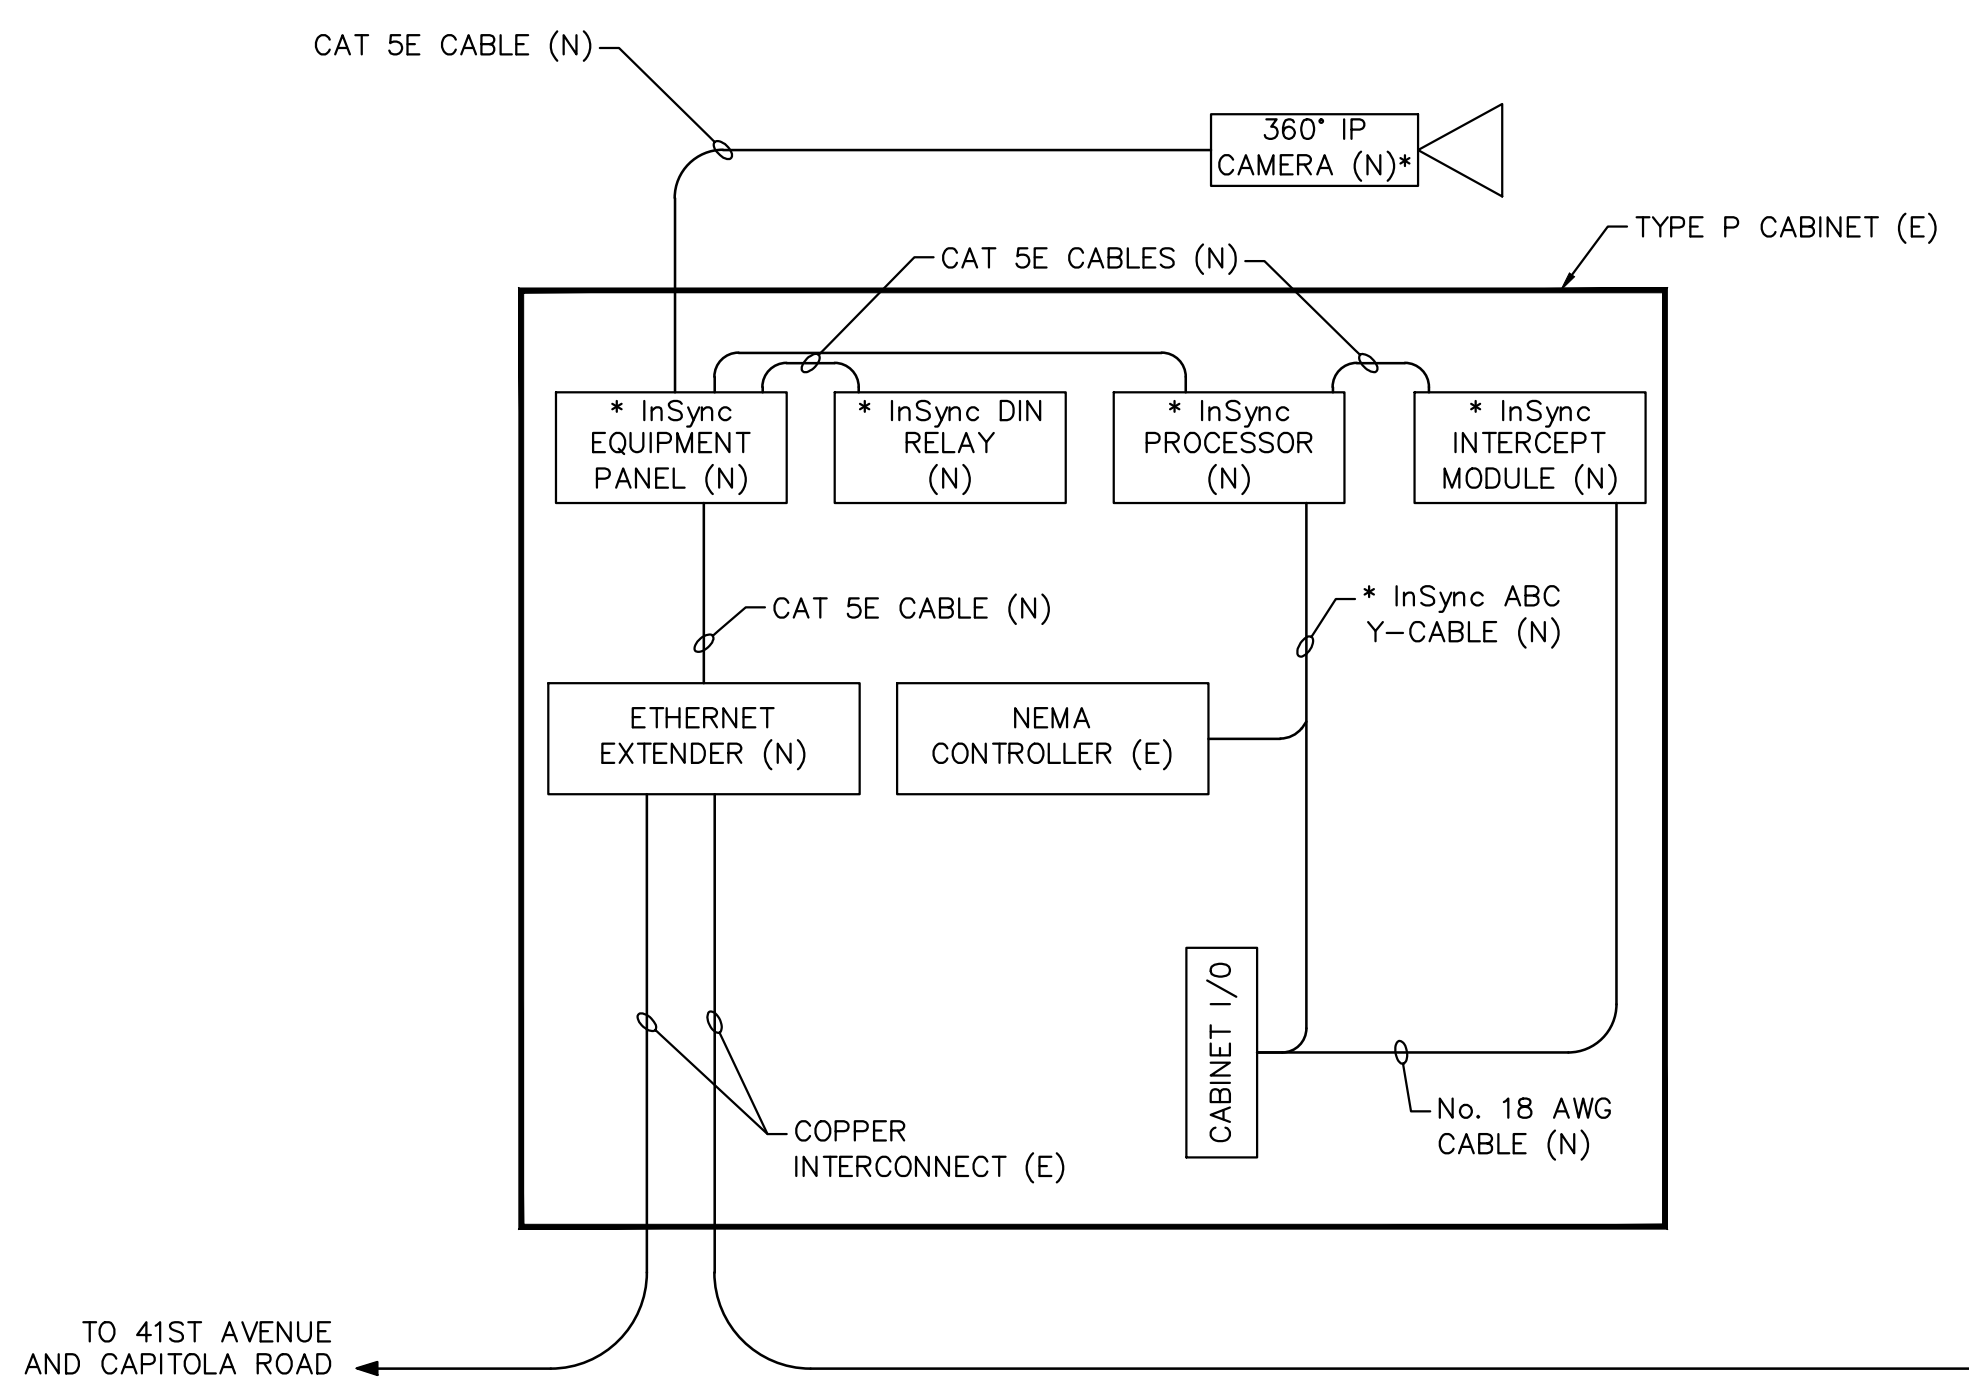 CAT 5E CABLE (N)
360° IP
CAMERA (N)*
TYPE P CABINET (E)
CAT 5E CABLES (N)
* InSync
EQUIPMENT
PANEL (N)
* InSync DIN
RELAY
(N)
* InSync
PROCESSOR
(N)
* InSync
INTERCEPT
MODULE (N)
CAT 5E CABLE (N)
* InSync ABC
Y-CABLE (N)
ETHERNET
EXTENDER (N)
NEMA
CONTROLLER (E)
CABINET I/O
No. 18 AWG
CABLE (N)
COPPER
INTERCONNECT (E)
TO 41ST AVENUE
AND CAPITOLA ROAD